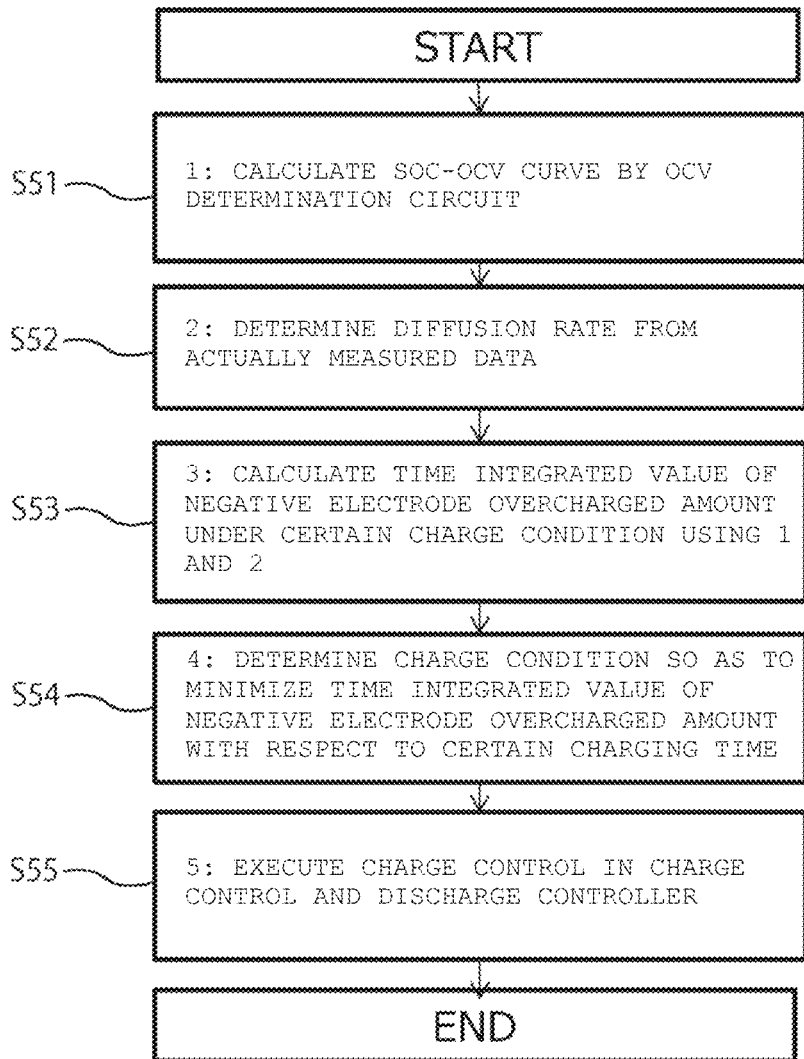 START
S51
1: CALCULATE SOC-OCV CURVE BY OCV
DETERMINATION CIRCUIT
S52
2: DETERMINE DIFFUSION RATE FROM
ACTUALLY MEASURED DATA
S53
3: CALCULATE TIME INTEGRATED VALUE OF
NEGATIVE ELECTRODE OVERCHARGED AMOUNT
UNDER CERTAIN CHARGE CONDITION USING 1
AND 2
S54
4: DETERMINE CHARGE CONDITION SO AS TO
MINIMIZE TIME INTEGRATED VALUE OF
NEGATIVE ELECTRODE OVERCHARGED AMOUNT
WITH RESPECT TO CERTAIN CHARGING TIME
S55
5: EXECUTE CHARGE CONTROL IN CHARGE
CONTROL AND DISCHARGE CONTROLLER
END